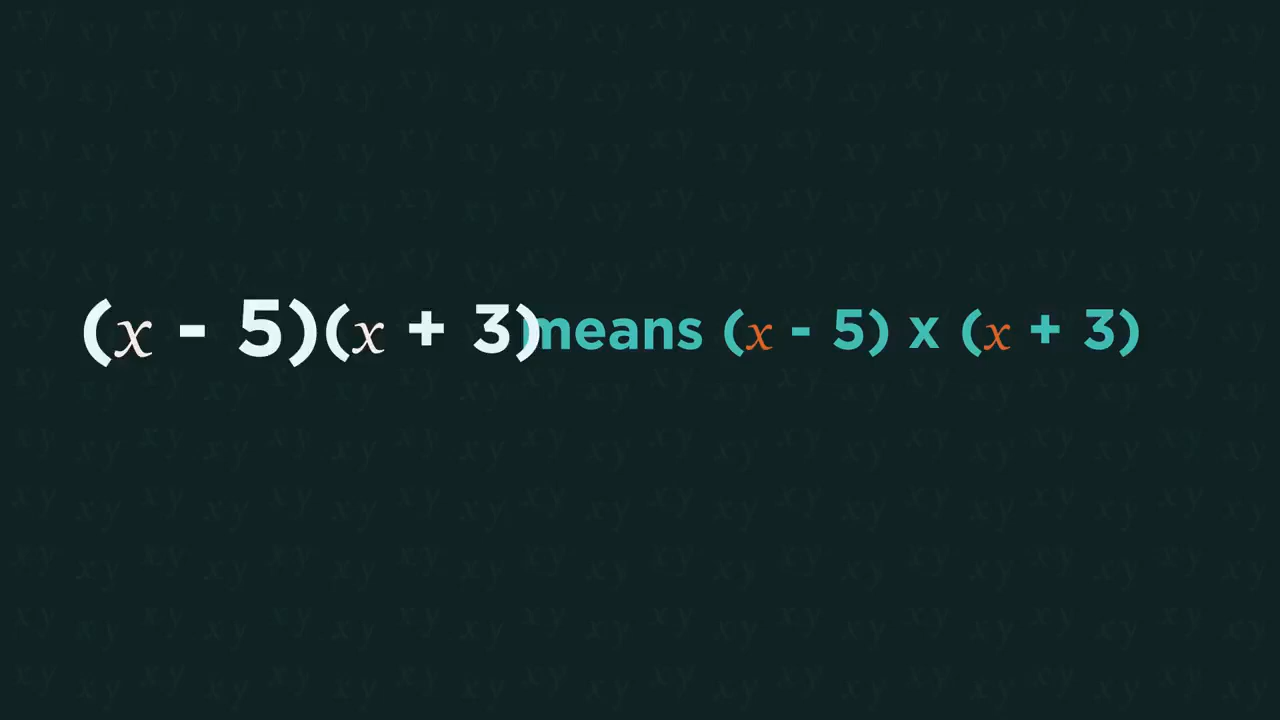 (x - 5)(x + 3) means (x - 5) x (x + 3)